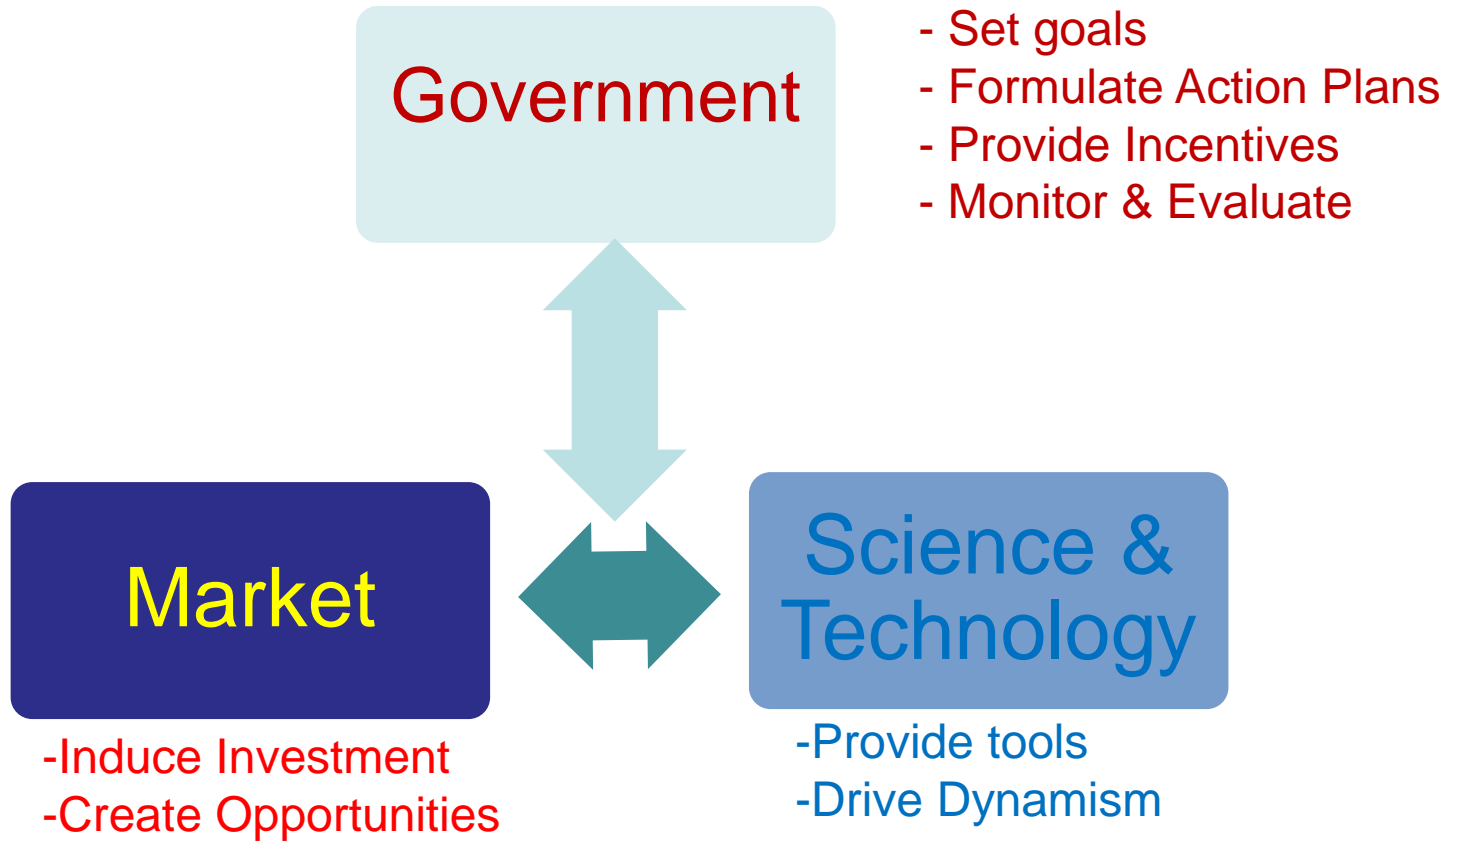 Government
- Set goals
- Formulate Action Plans
- Provide Incentives
- Monitor & Evaluate
Market
Science &
Technology
-Induce Investment
-Create Opportunities
-Provide tools
-Drive Dynamism